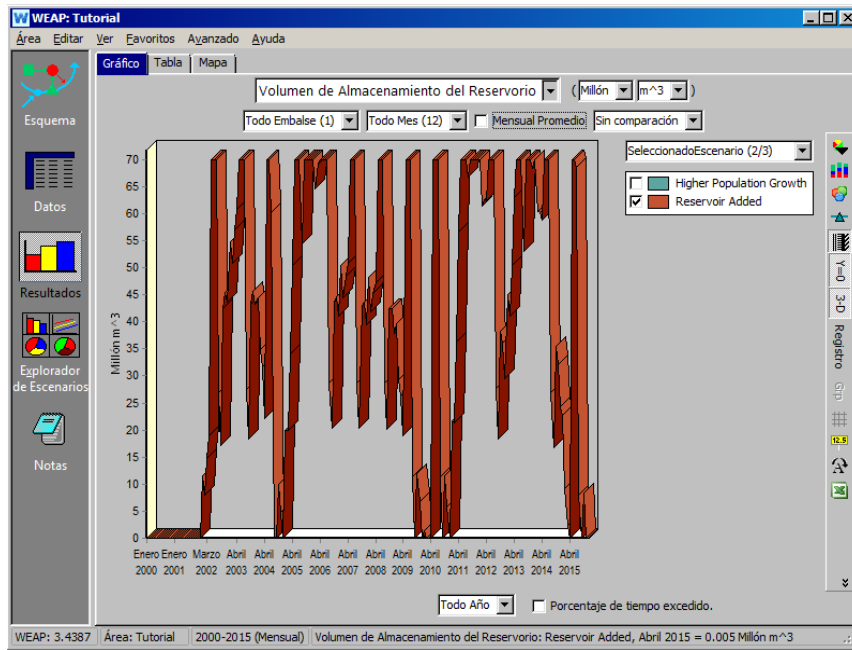 WEAP: Tutorial
Área Editar Ver Favoritos Avanzado Ayuda
Esquema
Datos
Resultados
Explorador
de Escenarios
Notas
Gráfico Tabla Mapa
Volumen de Almacenamiento del Reservorio ( Millón m^3 )
Todo Embalse (1) Todo Mes (12) Mensual Promedio Sin comparación
SeleccionadoEscenario (2/3)
Higher Population Growth
Reservoir Added
Millón m^3
70
65
60
55
50
45
40
35
30
25
20
15
10
5
0
Enero Enero Marzo Abril Abril Abril Abril Abril Abril Abril Abril Abril Abril Abril Abril Abril
2000 2001 2002 2003 2004 2005 2006 2007 2008 2009 2010 2011 2012 2013 2014 2015
Y=0
3-D
Registro
Grp
12.5
Todo Año Porcentaje de tiempo excedido.
WEAP: 3.4387 Área: Tutorial 2000-2015 (Mensual) Volumen de Almacenamiento del Reservorio: Reservoir Added, Abril 2015 = 0.005 Millón m^3